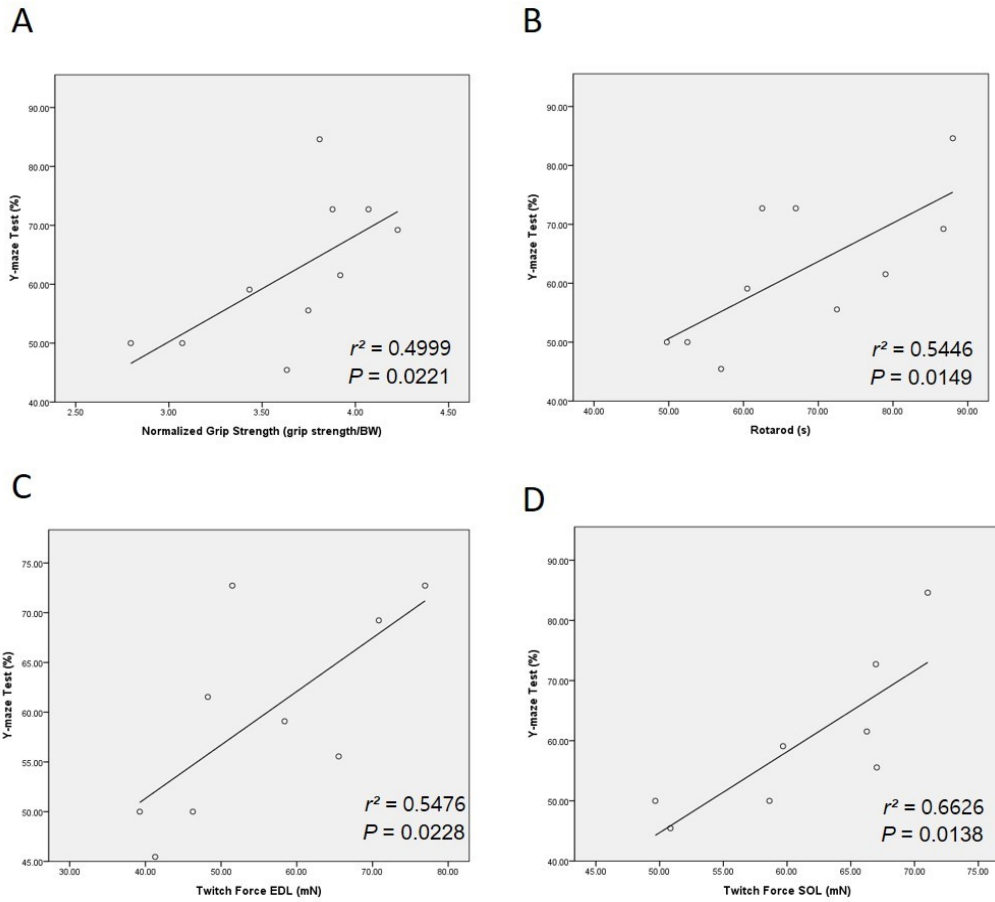 A
90.00
80.00
70.00
60.00
50.00
40.00
Y-maze Test (%)
r² = 0.4999
P = 0.0221
2.50 3.00 3.50 4.00 4.50
Normalized Grip Strength (grip strength/BW)
B
90.00
80.00
70.00
60.00
50.00
40.00
Y-maze Test (%)
r² = 0.5446
P = 0.0149
40.00 50.00 60.00 70.00 80.00 90.00
Rotarod (s)
C
75.00
70.00
65.00
60.00
55.00
50.00
45.00
Y-maze Test (%)
r² = 0.5476
P = 0.0228
30.00 40.00 50.00 60.00 70.00 80.00
Twitch Force EDL (mN)
D
90.00
80.00
70.00
60.00
50.00
40.00
Y-maze Test (%)
r² = 0.6626
P = 0.0138
45.00 50.00 55.00 60.00 65.00 70.00 75.00
Twitch Force SOL (mN)